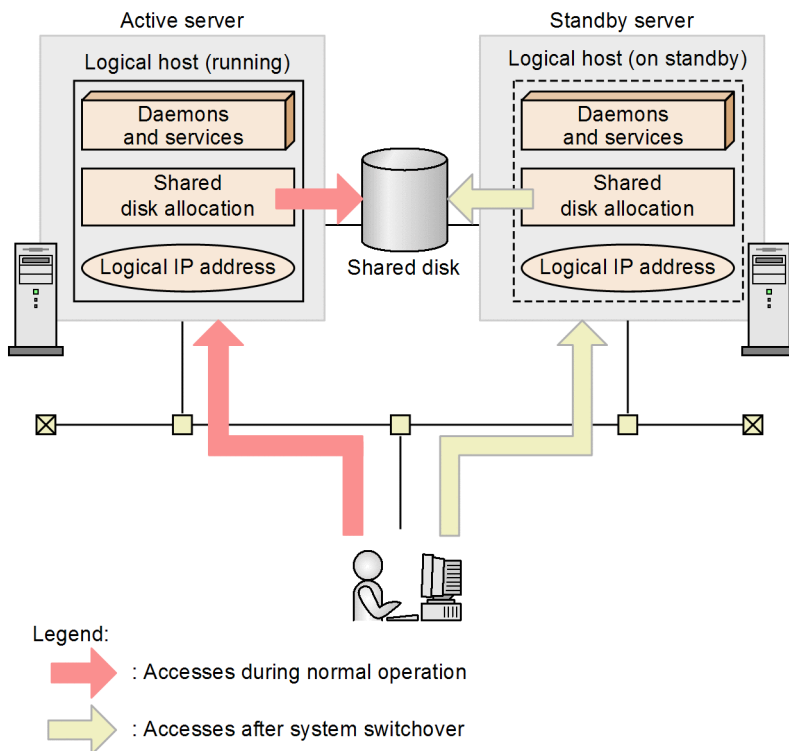 Active server
Logical host (running)
Daemons
and services
Shared
disk allocation
Logical IP address
Shared disk
Standby server
Logical host (on standby)
Daemons
and services
Shared
disk allocation
Logical IP address
Legend:
: Accesses during normal operation
: Accesses after system switchover